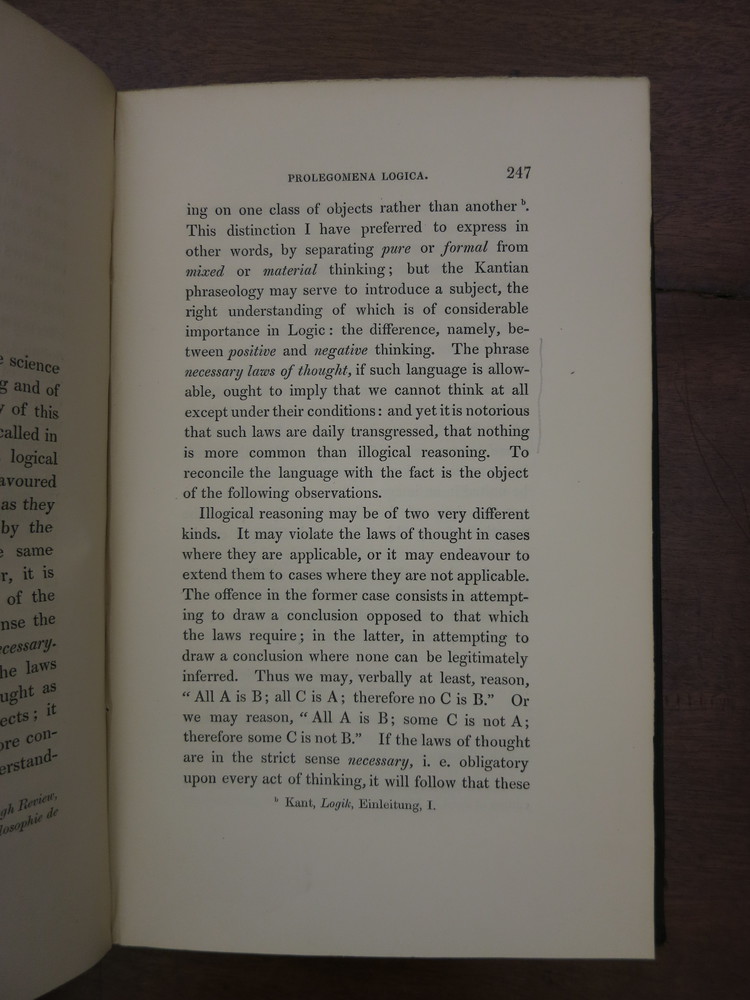 e science
g and of
y of this
called in
logical
avoured
as they
by the
e same
r, it is
of the
nse the
ecessary.
he laws
ught as
ects; it
ore con-
erstand-
gh Review,
losophie de
PROLEGOMENA LOGICA. 247
ing on one class of objects rather than another b.
This distinction I have preferred to express in
other words, by separating pure or formal from
mixed or material thinking; but the Kantian
phraseology may serve to introduce a subject, the
right understanding of which is of considerable
importance in Logic: the difference, namely, be-
tween positive and negative thinking. The phrase
necessary laws of thought, if such language is allow-
able, ought to imply that we cannot think at all
except under their conditions: and yet it is notorious
that such laws are daily transgressed, that nothing
is more common than illogical reasoning. To
reconcile the language with the fact is the object
of the following observations.
Illogical reasoning may be of two very different
kinds. It may violate the laws of thought in cases
where they are applicable, or it may endeavour to
extend them to cases where they are not applicable.
The offence in the former case consists in attempt-
ing to draw a conclusion opposed to that which
the laws require; in the latter, in attempting to
draw a conclusion where none can be legitimately
inferred. Thus we may, verbally at least, reason,
“All A is B; all C is A; therefore no C is B.” Or
we may reason, “All A is B; some C is not A;
therefore some C is not B.” If the laws of thought
are in the strict sense necessary, i. e. obligatory
upon every act of thinking, it will follow that these
b Kant, Logik, Einleitung, I.